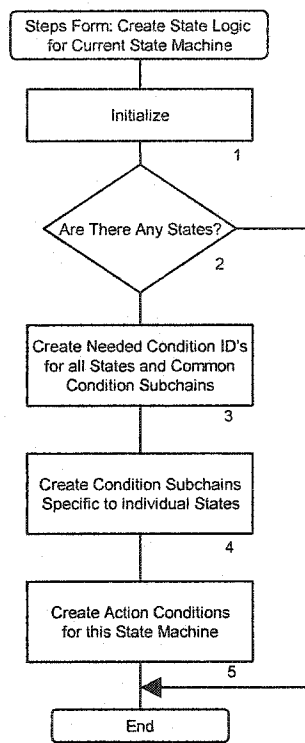 Steps Form: Create State Logic
for Current State Machine
Initialize
1
Are There Any States?
2
Create Needed Condition ID's
for all States and Common
Condition Subchains
3
Create Condition Subchains
Specific to individual States
4
Create Action Conditions
for this State Machine
5
End